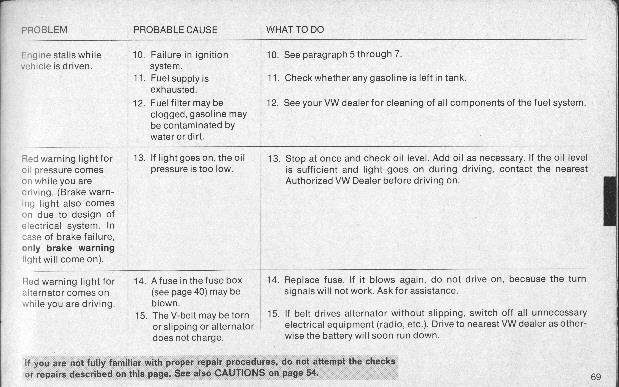 PROBLEM PROBABLE CAUSE WHAT TO DO
Engine stalls while
vehicle is driven.
10. Failure in ignition
system.
10. See paragraph 5 through 7.
11. Fuel supply is
exhausted.
11. Check whether any gasoline is left in tank.
12. Fuel filter may be
clogged, gasoline may
be contaminated by
water or dirt.
12. See your VW dealer for cleaning of all components of the fuel system.
Red warning light for
oil pressure comes
on while you are
driving. (Brake warn-
ing light also comes
on due to design of
electrical system. In
case of brake failure,
only brake warning
light will come on).
13. If light goes on, the oil
pressure is too low.
13. Stop at once and check oil level. Add oil as necessary. If the oil level
is sufficient and light goes on during driving, contact the nearest
Authorized VW Dealer before driving on.
Red warning light for
alternator comes on
while you are driving.
14. A fuse in the fuse box
(see page 40) may be
blown.
14. Replace fuse. If it blows again, do not drive on, because the turn
signals will not work. Ask for assistance.
15. The V-belt may be torn
or slipping or alternator
does not charge.
15. If belt drives alternator without slipping, switch off all unnecessary
electrical equipment (radio, etc.). Drive to nearest VW dealer as other-
wise the battery will soon run down.
If you are not fully familiar with proper repair procedures, do not attempt the checks
or repairs described on this page. See also CAUTIONS on page 54.
69